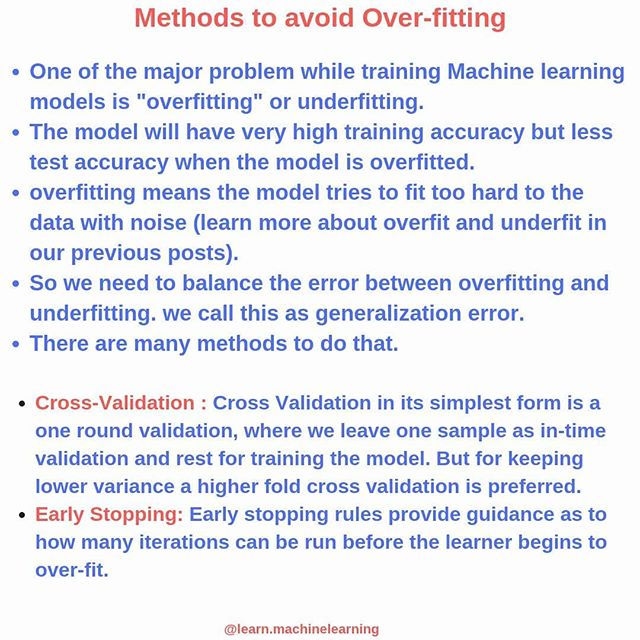 Methods to avoid Over-fitting
• One of the major problem while training Machine learning
models is "overfitting" or underfitting.
• The model will have very high training accuracy but less
test accuracy when the model is overfitted.
• overfitting means the model tries to fit too hard to the
data with noise (learn more about overfit and underfit in
our previous posts).
• So we need to balance the error between overfitting and
underfitting. we call this as generalization error.
• There are many methods to do that.
• Cross-Validation : Cross Validation in its simplest form is a
one round validation, where we leave one sample as in-time
validation and rest for training the model. But for keeping
lower variance a higher fold cross validation is preferred.
• Early Stopping: Early stopping rules provide guidance as to
how many iterations can be run before the learner begins to
over-fit.
@learn.machinelearning